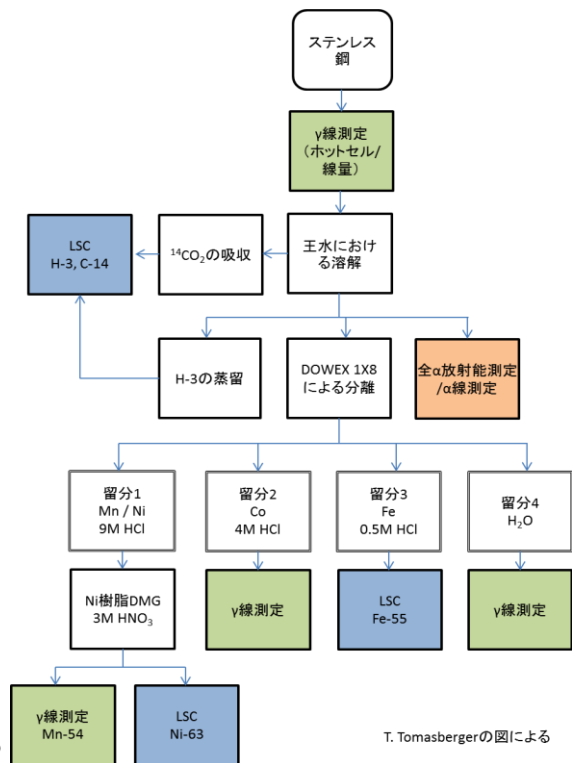 ステンレス
鋼
γ線測定
(ホットセル/
線量)
LSC
H-3, C-14
¹⁴CO₂の吸収
王水におけ
る溶解
H-3の蒸留
DOWEX 1X8
による分離
全α放射能測定
/α線測定
留分1
Mn / Ni
9M HCl
留分2
Co
4M HCl
留分3
Fe
0.5M HCl
留分4
H₂O
Ni樹脂DMG
3M HNO₃
γ線測定
LSC
Fe-55
γ線測定
γ線測定
Mn-54
LSC
Ni-63
T. Tomasbergerの図による